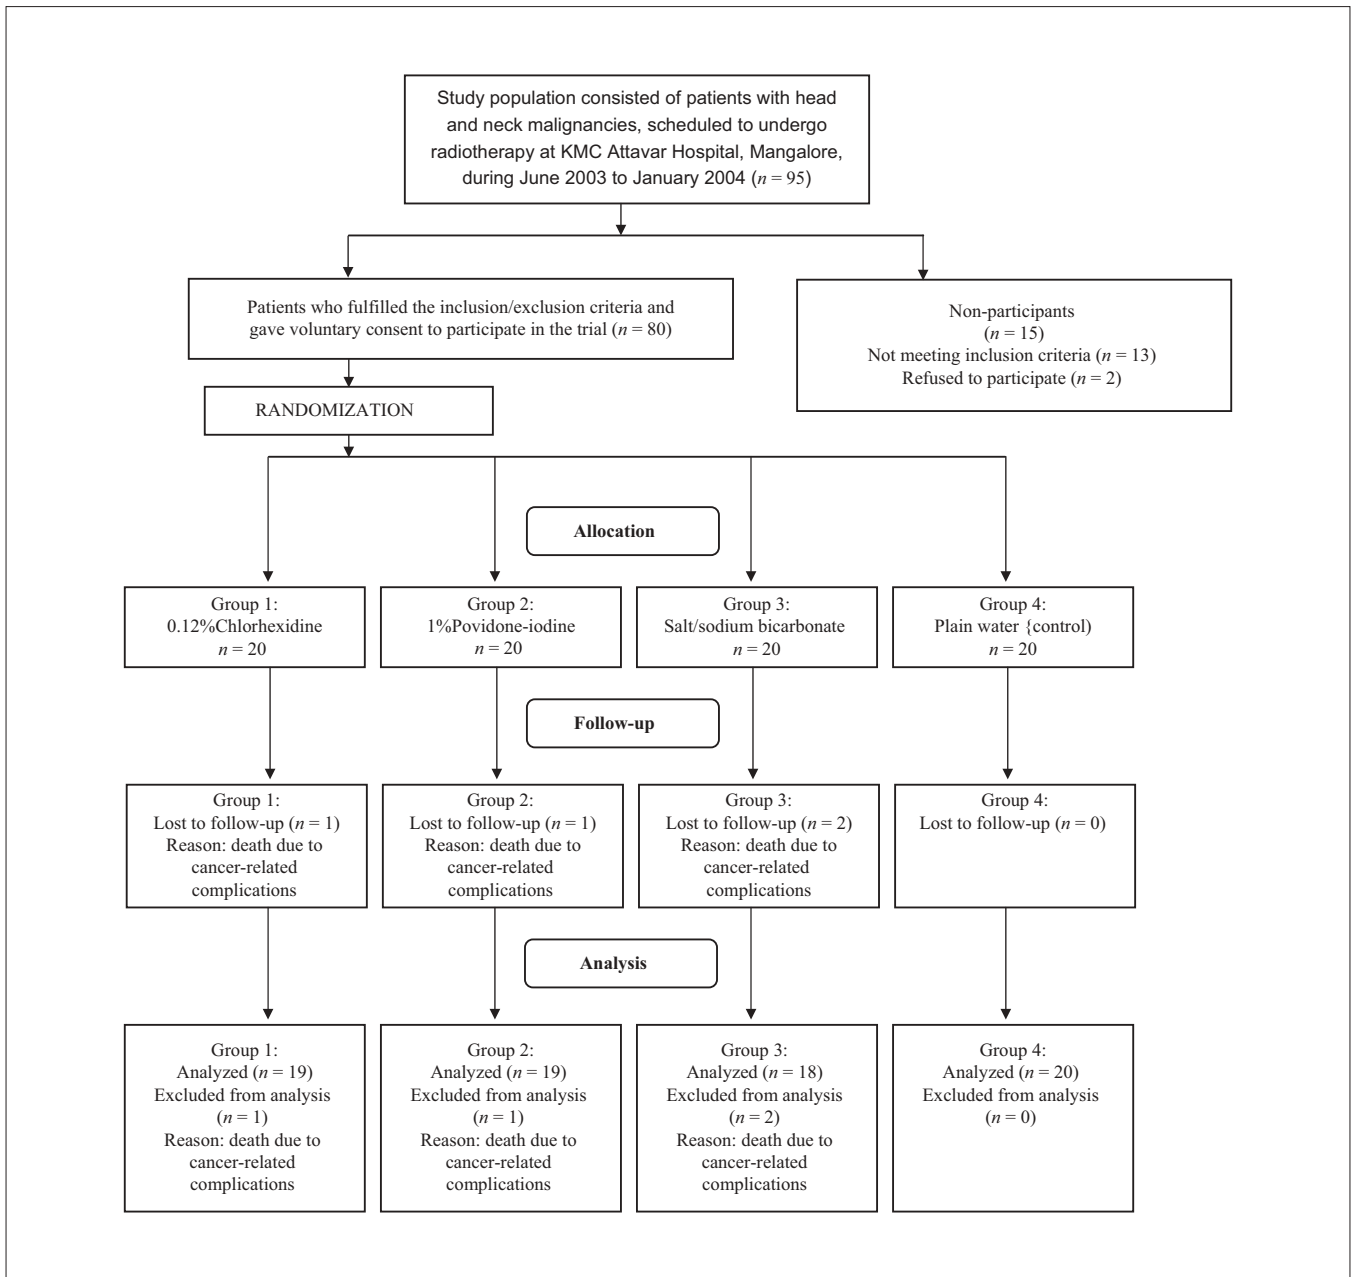 Study population consisted of patients with head
and neck malignancies, scheduled to undergo
radiotherapy at KMC Attavar Hospital, Mangalore,
during June 2003 to January 2004 (n = 95)
Patients who fulfilled the inclusion/exclusion criteria and
gave voluntary consent to participate in the trial (n = 80)
Non-participants
(n = 15)
Not meeting inclusion criteria (n = 13)
Refused to participate (n = 2)
RANDOMIZATION
Allocation
Group 1:
0.12%Chlorhexidine
n = 20
Group 2:
1%Povidone-iodine
n = 20
Group 3:
Salt/sodium bicarbonate
n = 20
Group 4:
Plain water {control)
n = 20
Follow-up
Group 1:
Lost to follow-up (n = 1)
Reason: death due to
cancer-related
complications
Group 2:
Lost to follow-up (n = 1)
Reason: death due to
cancer-related
complications
Group 3:
Lost to follow-up (n = 2)
Reason: death due to
cancer-related
complications
Group 4:
Lost to follow-up (n = 0)
Analysis
Group 1:
Analyzed (n = 19)
Excluded from analysis
(n = 1)
Reason: death due to
cancer-related
complications
Group 2:
Analyzed (n = 19)
Excluded from analysis
(n = 1)
Reason: death due to
cancer-related
complications
Group 3:
Analyzed (n = 18)
Excluded from analysis
(n = 2)
Reason: death due to
cancer-related
complications
Group 4:
Analyzed (n = 20)
Excluded from analysis
(n = 0)